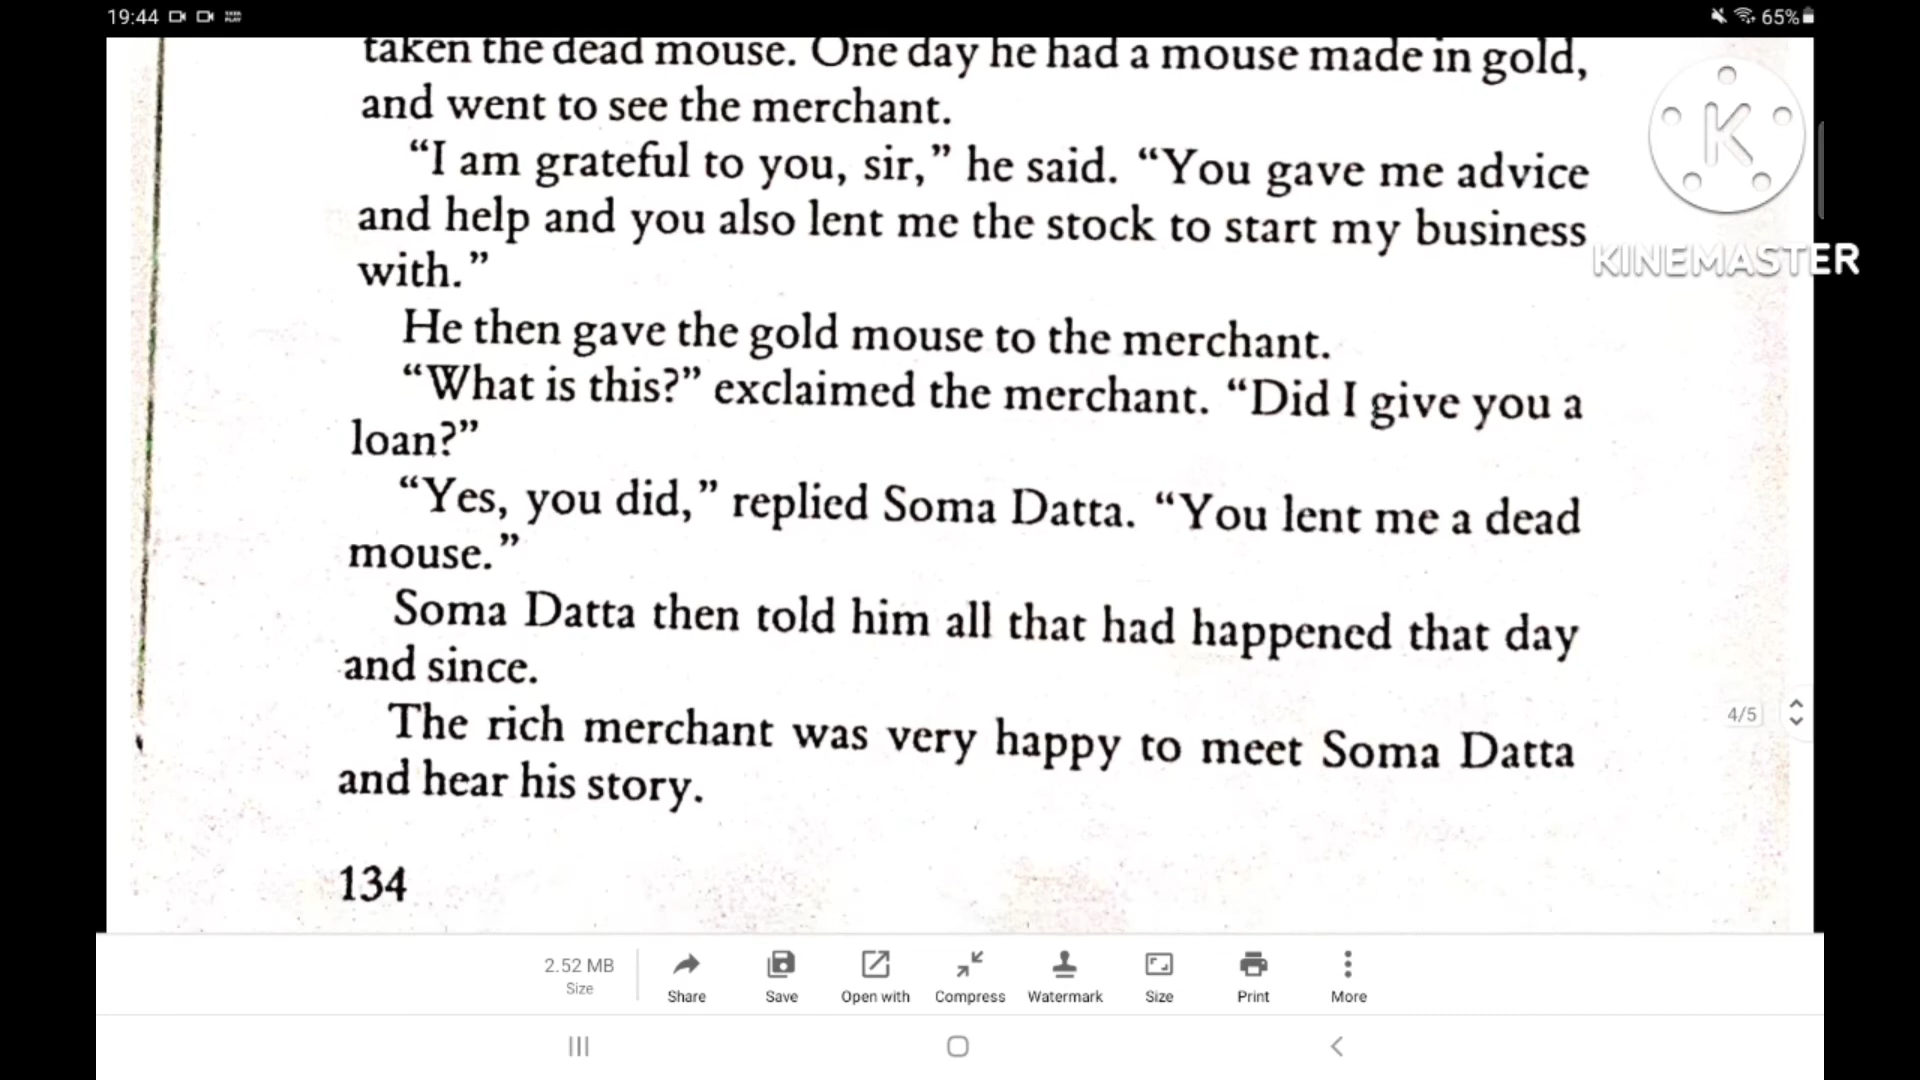 19:44
65%
taken the dead mouse. One day he had a mouse made in gold,
and went to see the merchant.
“I am grateful to you, sir,” he said. “You gave me advice
and help and you also lent me the stock to start my business
with.”
He then gave the gold mouse to the merchant.
“What is this?” exclaimed the merchant. “Did I give you a
loan?”
“Yes, you did,” replied Soma Datta. “You lent me a dead
mouse.”
Soma Datta then told him all that had happened that day
and since.
The rich merchant was very happy to meet Soma Datta
and hear his story.
134
K
KINEMASTER
4/5
2.52 MB
Size
Share
Save
Open with
Compress
Watermark
Size
Print
More